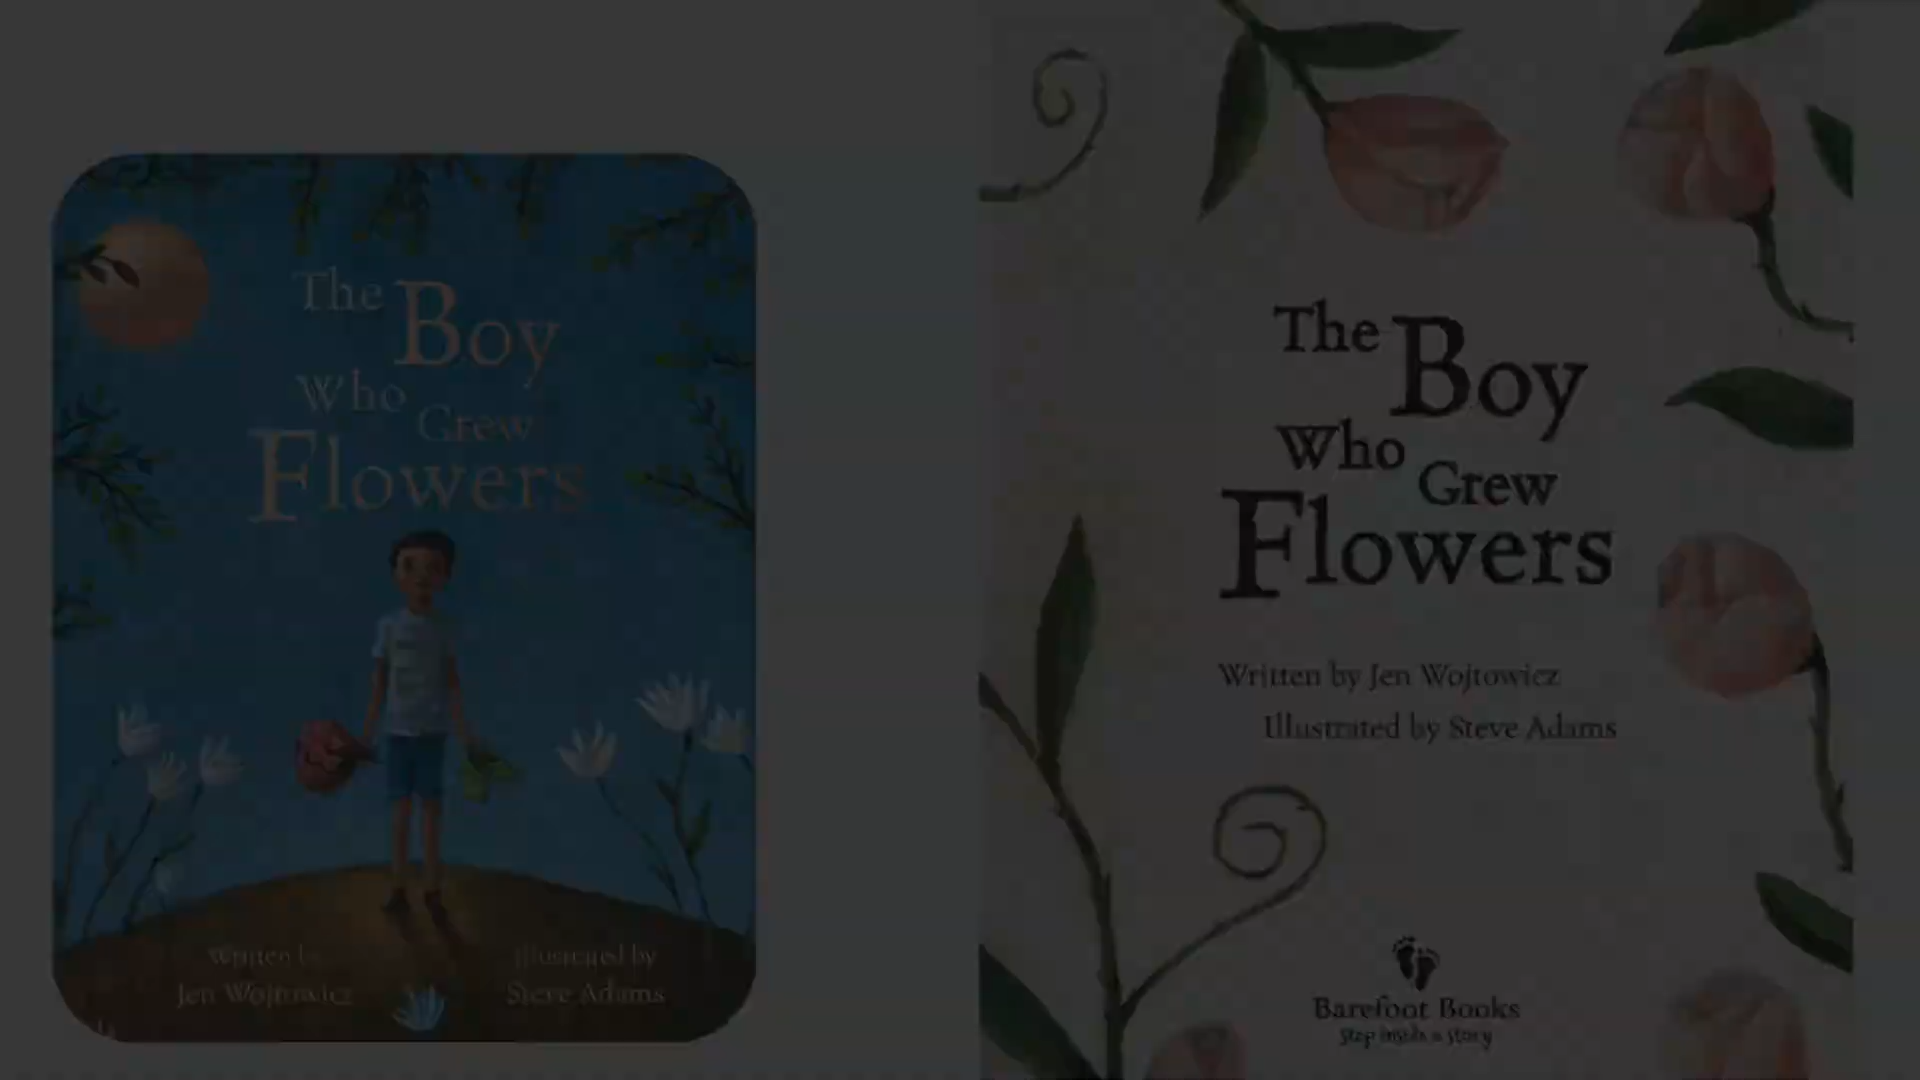 The Boy
Who Grew
Flowers
Written by
Jen Wojtowicz
Illustrated by
Steve Adams
The Boy
Who Grew
Flowers
Written by Jen Wojtowicz
Illustrated by Steve Adams
Barefoot Books
step inside a story